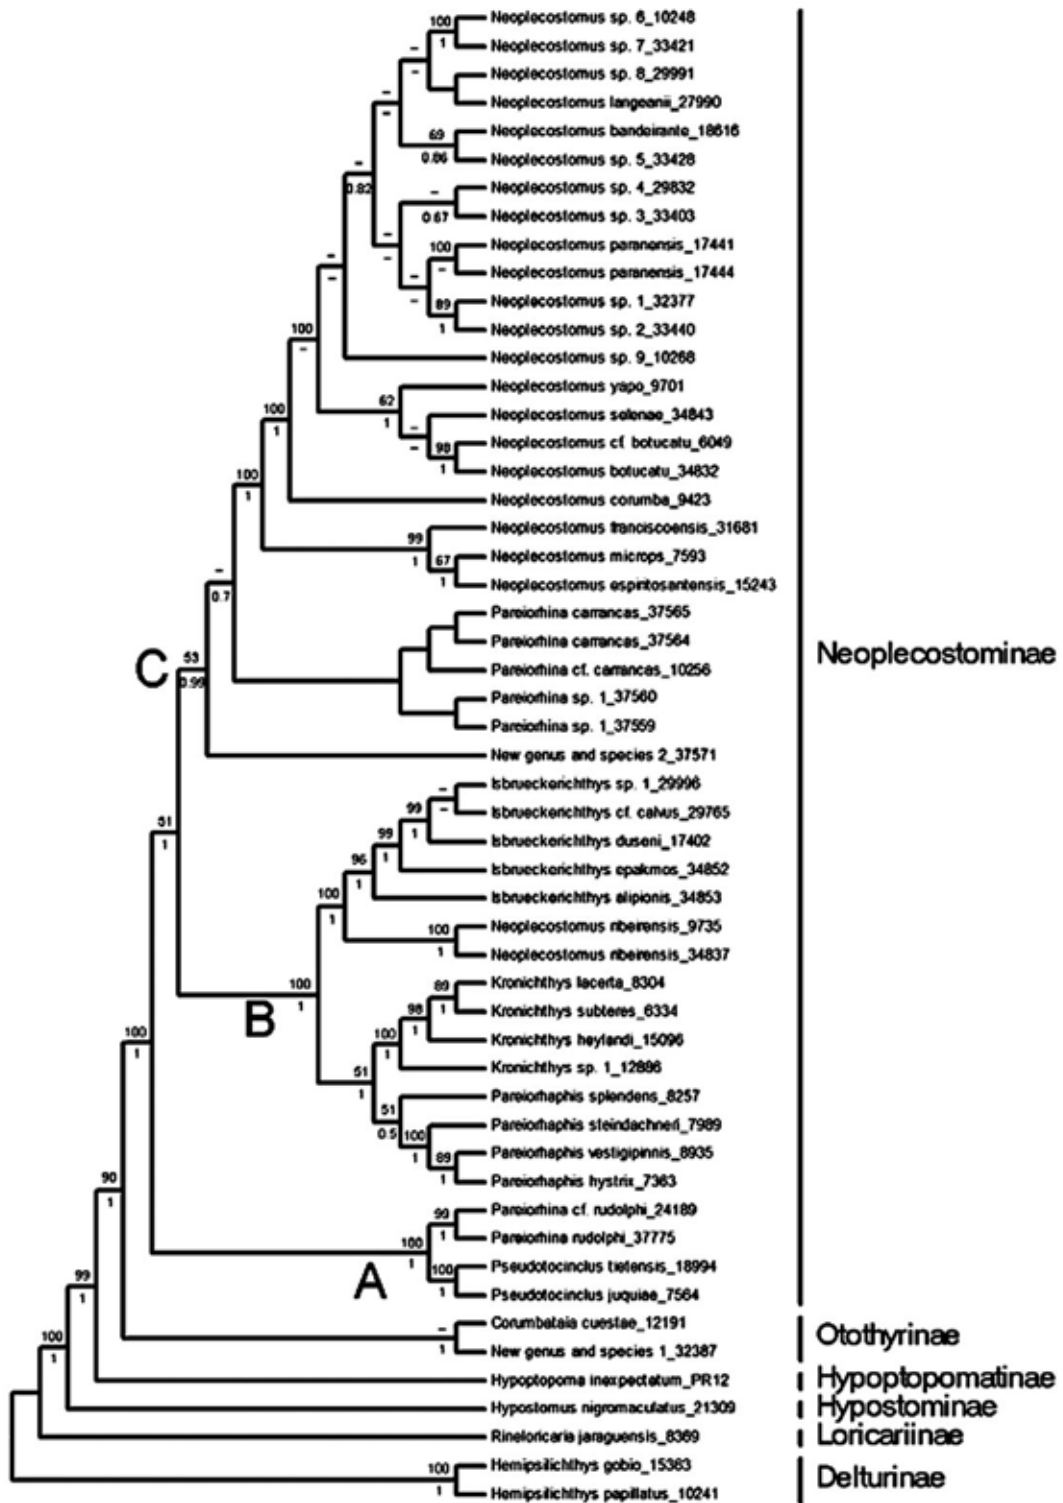 Neoplecostomus sp. 6_10248
Neoplecostomus sp. 7_33421
Neoplecostomus sp. 8_29991
Neoplecostomus langeanii_27990
Neoplecostomus bandeirante_18616
Neoplecostomus sp. 5_33428
Neoplecostomus sp. 4_29832
Neoplecostomus sp. 3_33403
Neoplecostomus paranensis_17441
Neoplecostomus paranensis_17444
Neoplecostomus sp. 1_32377
Neoplecostomus sp. 2_33440
Neoplecostomus sp. 9_10268
Neoplecostomus yapo_9701
Neoplecostomus selenae_34843
Neoplecostomus cf. botucatu_6049
Neoplecostomus botucatu_34832
Neoplecostomus corumba_9423
Neoplecostomus franciscoensis_31681
Neoplecostomus microps_7593
Neoplecostomus espiritosantensis_15243
Pareiorhina carrancas_37565
Pareiorhina carrancas_37564
Pareiorhina cf. carrancas_10256
Pareiorhina sp. 1_37560
Pareiorhina sp. 1_37559
New genus and species 2_37571
Isbrueckerichthys sp. 1_29996
Isbrueckerichthys cf. calvus_29765
Isbrueckerichthys duseni_17402
Isbrueckerichthys epakmos_34852
Isbrueckerichthys alipionis_34853
Neoplecostomus ribeirensis_9735
Neoplecostomus ribeirensis_34837
Kronichthys lacerta_8304
Kronichthys subteres_6334
Kronichthys heylandi_15096
Kronichthys sp. 1_12886
Pareiorhaphis splendens_8257
Pareiorhaphis steindachneri_7989
Pareiorhaphis vestigipinnis_8935
Pareiorhaphis hystrix_7363
Pareiorhina cf. rudolphi_24189
Pareiorhina rudolphi_37775
Pseudotocinclus tietensis_18994
Pseudotocinclus juquiae_7564
Corumbataia cuestae_12191
New genus and species 1_32387
Hypoptopoma inexpectatum_PR12
Hypostomus nigromaculatus_21309
Rineloricaria jaraguensis_8369
Hemipsilichthys gobio_15363
Hemipsilichthys papillatus_10241
Neoplecostominae
Otothyrinae
Hypoptopomatinae
Hypostominae
Loricariinae
Delturinae
C
B
A
100
1
69
0.86
0.82
0.67
100
89
1
100
62
1
98
1
100
1
100
1
99
1
67
1
0.7
53
0.99
51
1
99
1
99
1
96
1
100
1
100
1
100
1
89
1
98
1
100
1
51
1
51
0.5
100
1
89
1
100
1
99
1
100
1
100
1
90
1
99
1
100
1
1
100
1